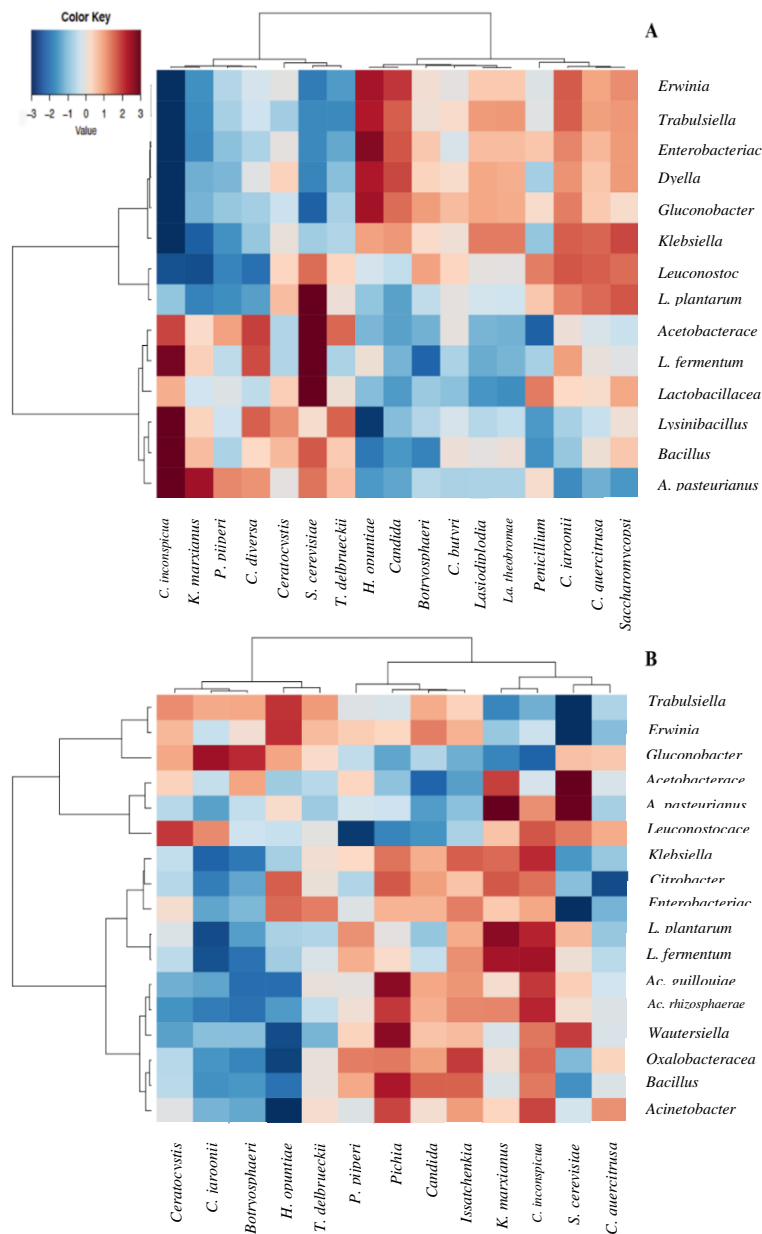 Color Key
−3 −2 −1 0 1 2 3
Value
A
Erwinia
Trabulsiella
Enterobacteriac
Dyella
Gluconobacter
Klebsiella
Leuconostoc
L. plantarum
Acetobacterace
L. fermentum
Lactobacillacea
Lysinibacillus
Bacillus
A. pasteurianus
C. inconspicua
K. marxianus
P. pijperi
C. diversa
Ceratocystis
S. cerevisiae
T. delbrueckii
H. opuntiae
Candida
Botryosphaeri
C. butyri
Lasiodiplodia
La. theobromae
Penicillium
C. jaroonii
C. quercitrusa
Saccharomycopsi
B
Trabulsiella
Erwinia
Gluconobacter
Acetobacterace
A. pasteurianus
Leuconostocace
Klebsiella
Citrobacter
Enterobacteriac
L. plantarum
L. fermentum
Ac. guillouiae
Ac. rhizosphaerae
Wautersiella
Oxalobacteracea
Bacillus
Acinetobacter
Ceratocystis
C. jaroonii
Botryosphaeri
H. opuntiae
T. delbrueckii
P. pijperi
Pichia
Candida
Issatchenkia
K. marxianus
C. inconspicua
S. cerevisiae
C. quercitrusa